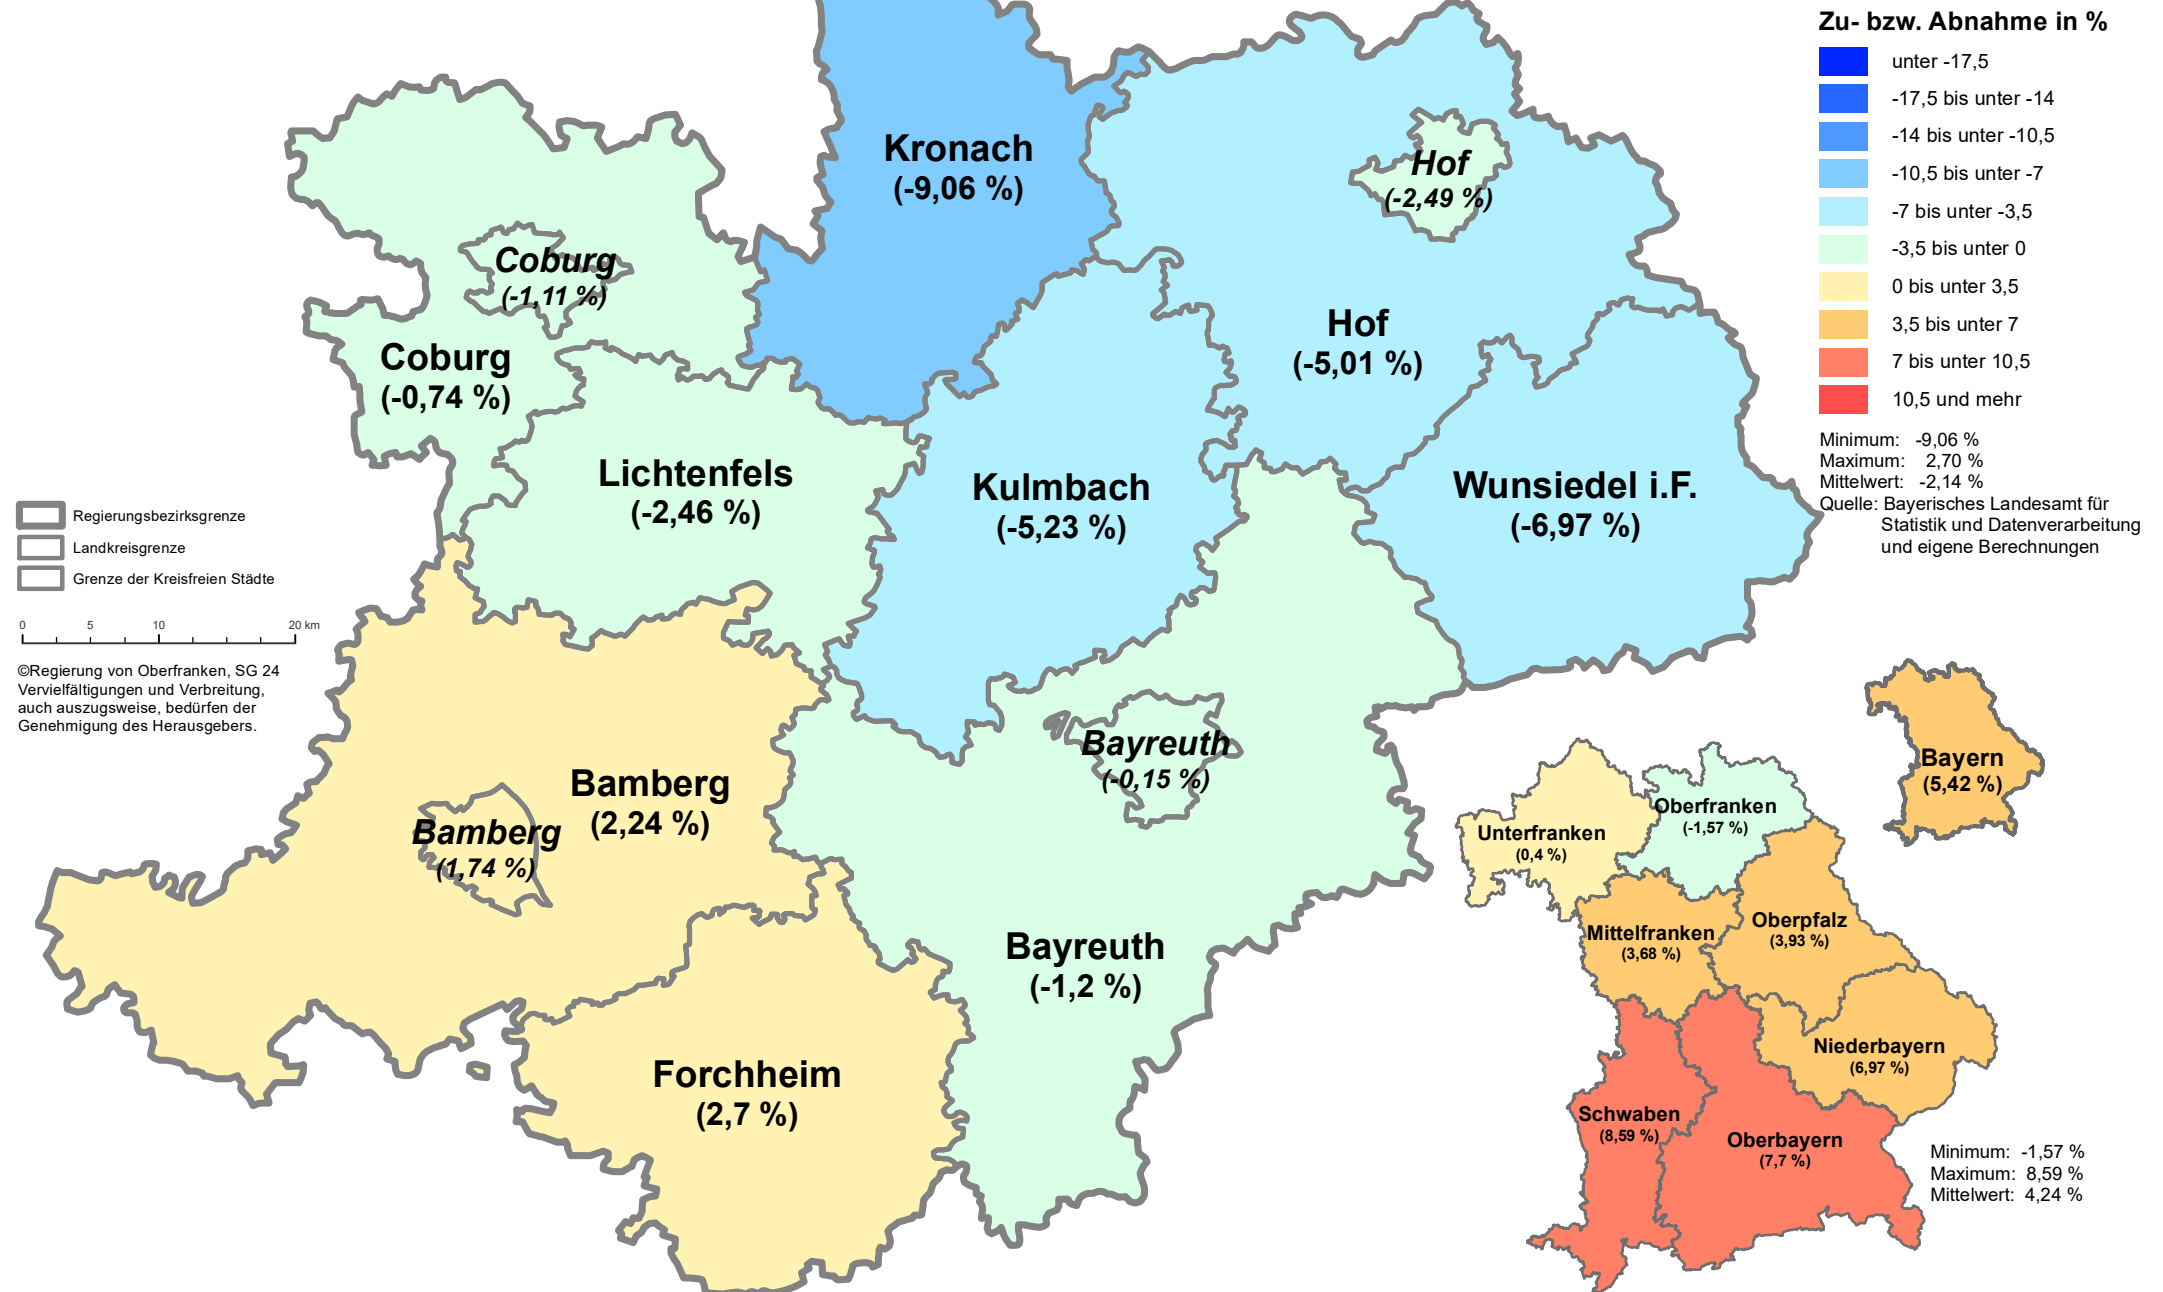 Zu- bzw. Abnahme in %
unter -17,5
-17,5 bis unter -14
-14 bis unter -10,5
-10,5 bis unter -7
-7 bis unter -3,5
-3,5 bis unter 0
0 bis unter 3,5
3,5 bis unter 7
7 bis unter 10,5
10,5 und mehr
Minimum: -9,06 %
Maximum: 2,70 %
Mittelwert: -2,14 %
Quelle: Bayerisches Landesamt für
Statistik und Datenverarbeitung
und eigene Berechnungen
Kronach
(-9,06 %)
Hof
(-2,49 %)
Coburg
(-1,11 %)
Hof
(-5,01 %)
Coburg
(-0,74 %)
Lichtenfels
(-2,46 %)
Kulmbach
(-5,23 %)
Wunsiedel i.F.
(-6,97 %)
Regierungsbezirksgrenze
Landkreisgrenze
Grenze der Kreisfreien Städte
0 5 10 20 km
©Regierung von Oberfranken, SG 24
Vervielfältigungen und Verbreitung,
auch auszugsweise, bedürfen der
Genehmigung des Herausgebers.
Bayreuth
(-0,15 %)
Bamberg
(2,24 %)
Bamberg
(1,74 %)
Bayreuth
(-1,2 %)
Forchheim
(2,7 %)
Bayern
(5,42 %)
Oberfranken
(-1,57 %)
Unterfranken
(0,4 %)
Oberpfalz
(3,93 %)
Mittelfranken
(3,68 %)
Niederbayern
(6,97 %)
Schwaben
(8,59 %)
Oberbayern
(7,7 %)
Minimum: -1,57 %
Maximum: 8,59 %
Mittelwert: 4,24 %